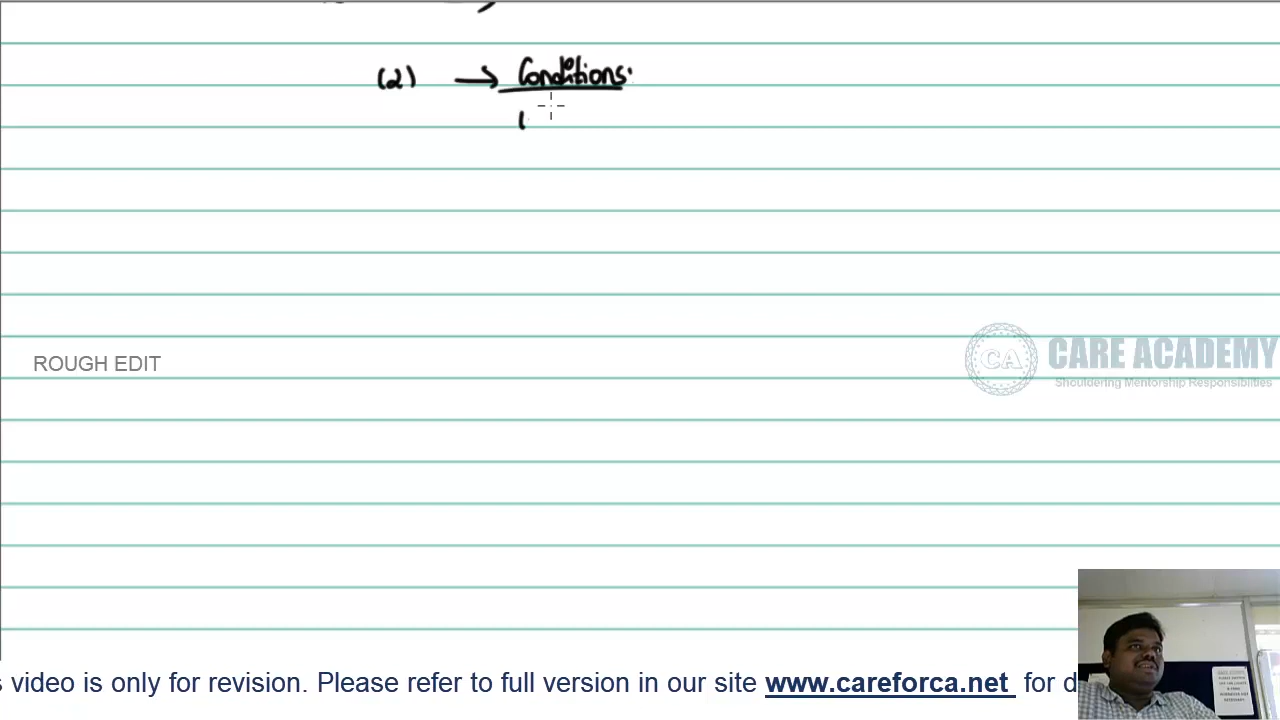 (2) → Conditions.
(
ROUGH EDIT
CA
CARE ACADEMY
Shouldering Mentorship Responsibilities
s video is only for revision. Please refer to full version in our site www.careforca.net for d